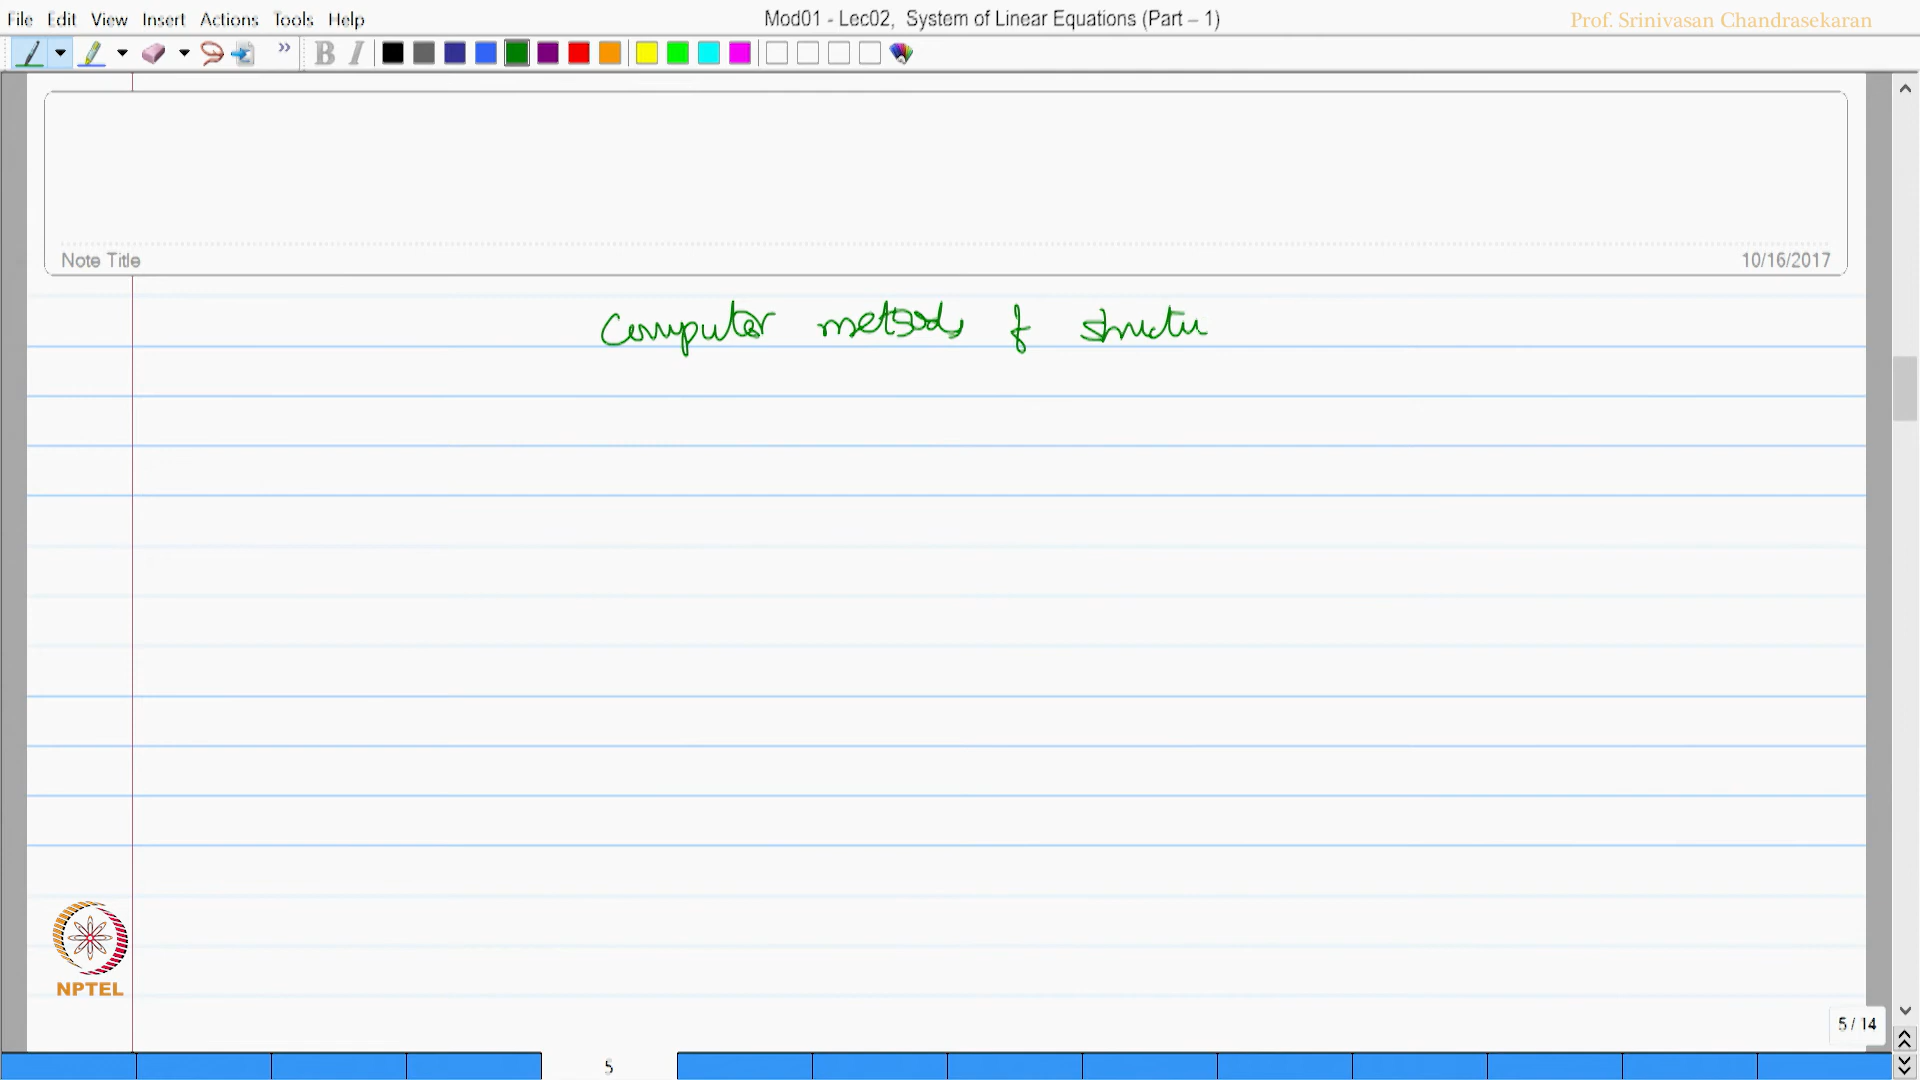 File Edit View Insert Actions Tools Help
Mod01 - Lec02, System of Linear Equations (Part – 1)
Prof. Srinivasan Chandrasekaran
B I
Note Title
10/16/2017
Computer methods of structu
NPTEL
5 / 14
5